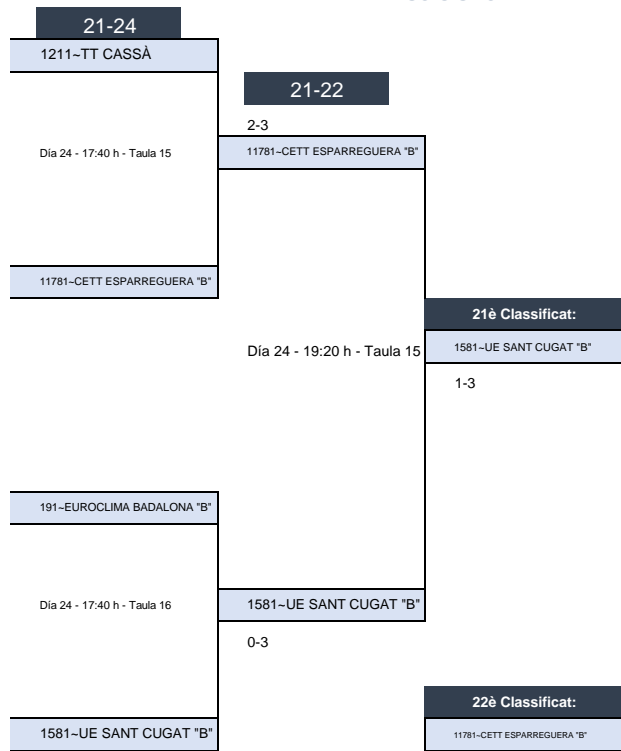 21-24
1211~TT CASSÀ
21-22
2-3
Día 24 - 17:40 h - Taula 15
11781~CETT ESPARREGUERA "B"
11781~CETT ESPARREGUERA "B"
21è Classificat:
Día 24 - 19:20 h - Taula 15
1581~UE SANT CUGAT "B"
1-3
191~EUROCLIMA BADALONA "B"
Día 24 - 17:40 h - Taula 16
1581~UE SANT CUGAT "B"
0-3
22è Classificat:
1581~UE SANT CUGAT "B"
11781~CETT ESPARREGUERA "B"